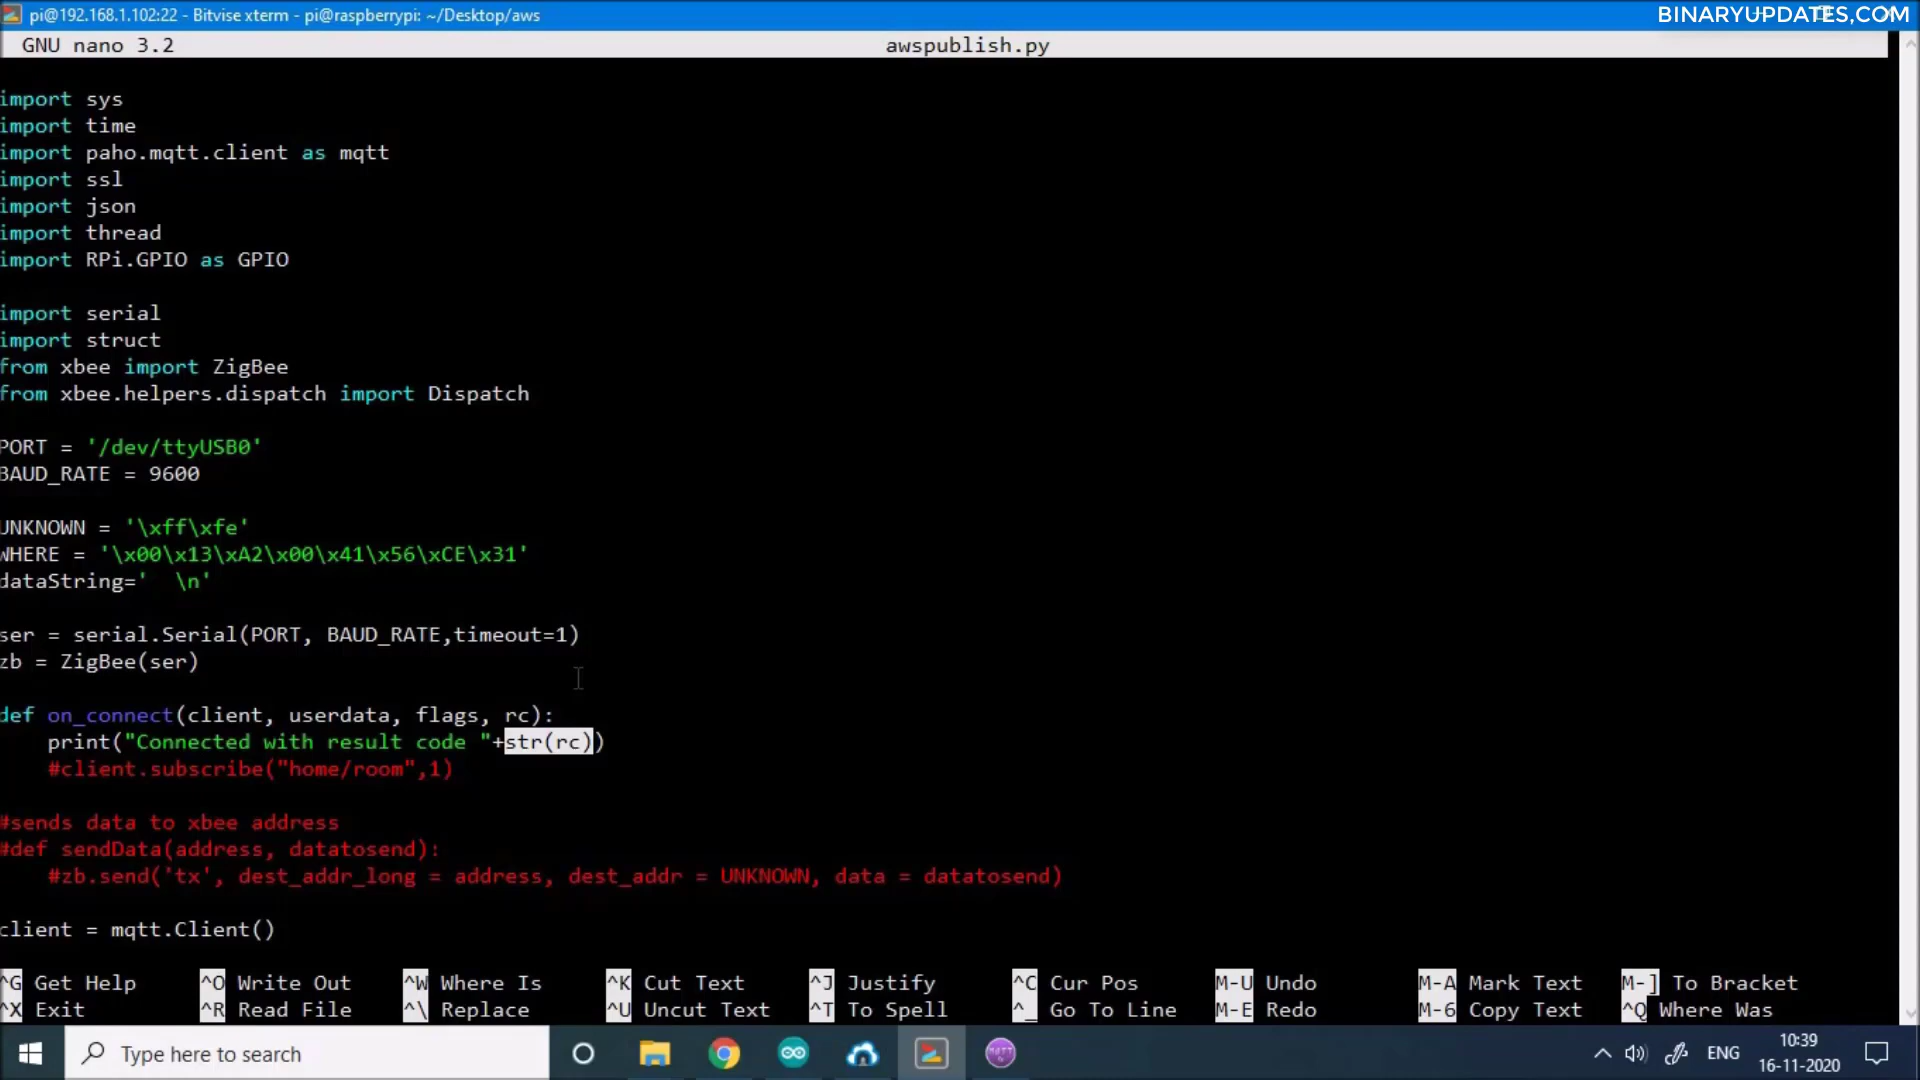 pi@192.168.1.102:22 - Bitvise xterm - pi@raspberrypi: ~/Desktop/aws
BINARYUPDATES.COM
GNU nano 3.2 awspublish.py
import sys
import time
import paho.mqtt.client as mqtt
import ssl
import json
import thread
import RPi.GPIO as GPIO
import serial
import struct
from xbee import ZigBee
from xbee.helpers.dispatch import Dispatch
PORT = '/dev/ttyUSB0'
BAUD_RATE = 9600
UNKNOWN = '\xff\xfe'
WHERE = '\x00\x13\xA2\x00\x41\x56\xCE\x31'
dataString='  \n'
ser = serial.Serial(PORT, BAUD_RATE,timeout=1)
zb = ZigBee(ser)
def on_connect(client, userdata, flags, rc):
    print("Connected with result code "+str(rc))
    #client.subscribe("home/room",1)
#sends data to xbee address
#def sendData(address, datatosend):
    #zb.send('tx', dest_addr_long = address, dest_addr = UNKNOWN, data = datatosend)
client = mqtt.Client()
^G Get Help ^O Write Out ^W Where Is ^K Cut Text ^J Justify ^C Cur Pos M-U Undo M-A Mark Text M-] To Bracket
^X Exit ^R Read File ^\ Replace ^U Uncut Text ^T To Spell ^_ Go To Line M-E Redo M-6 Copy Text ^Q Where Was
Type here to search
ENG
10:39
16-11-2020